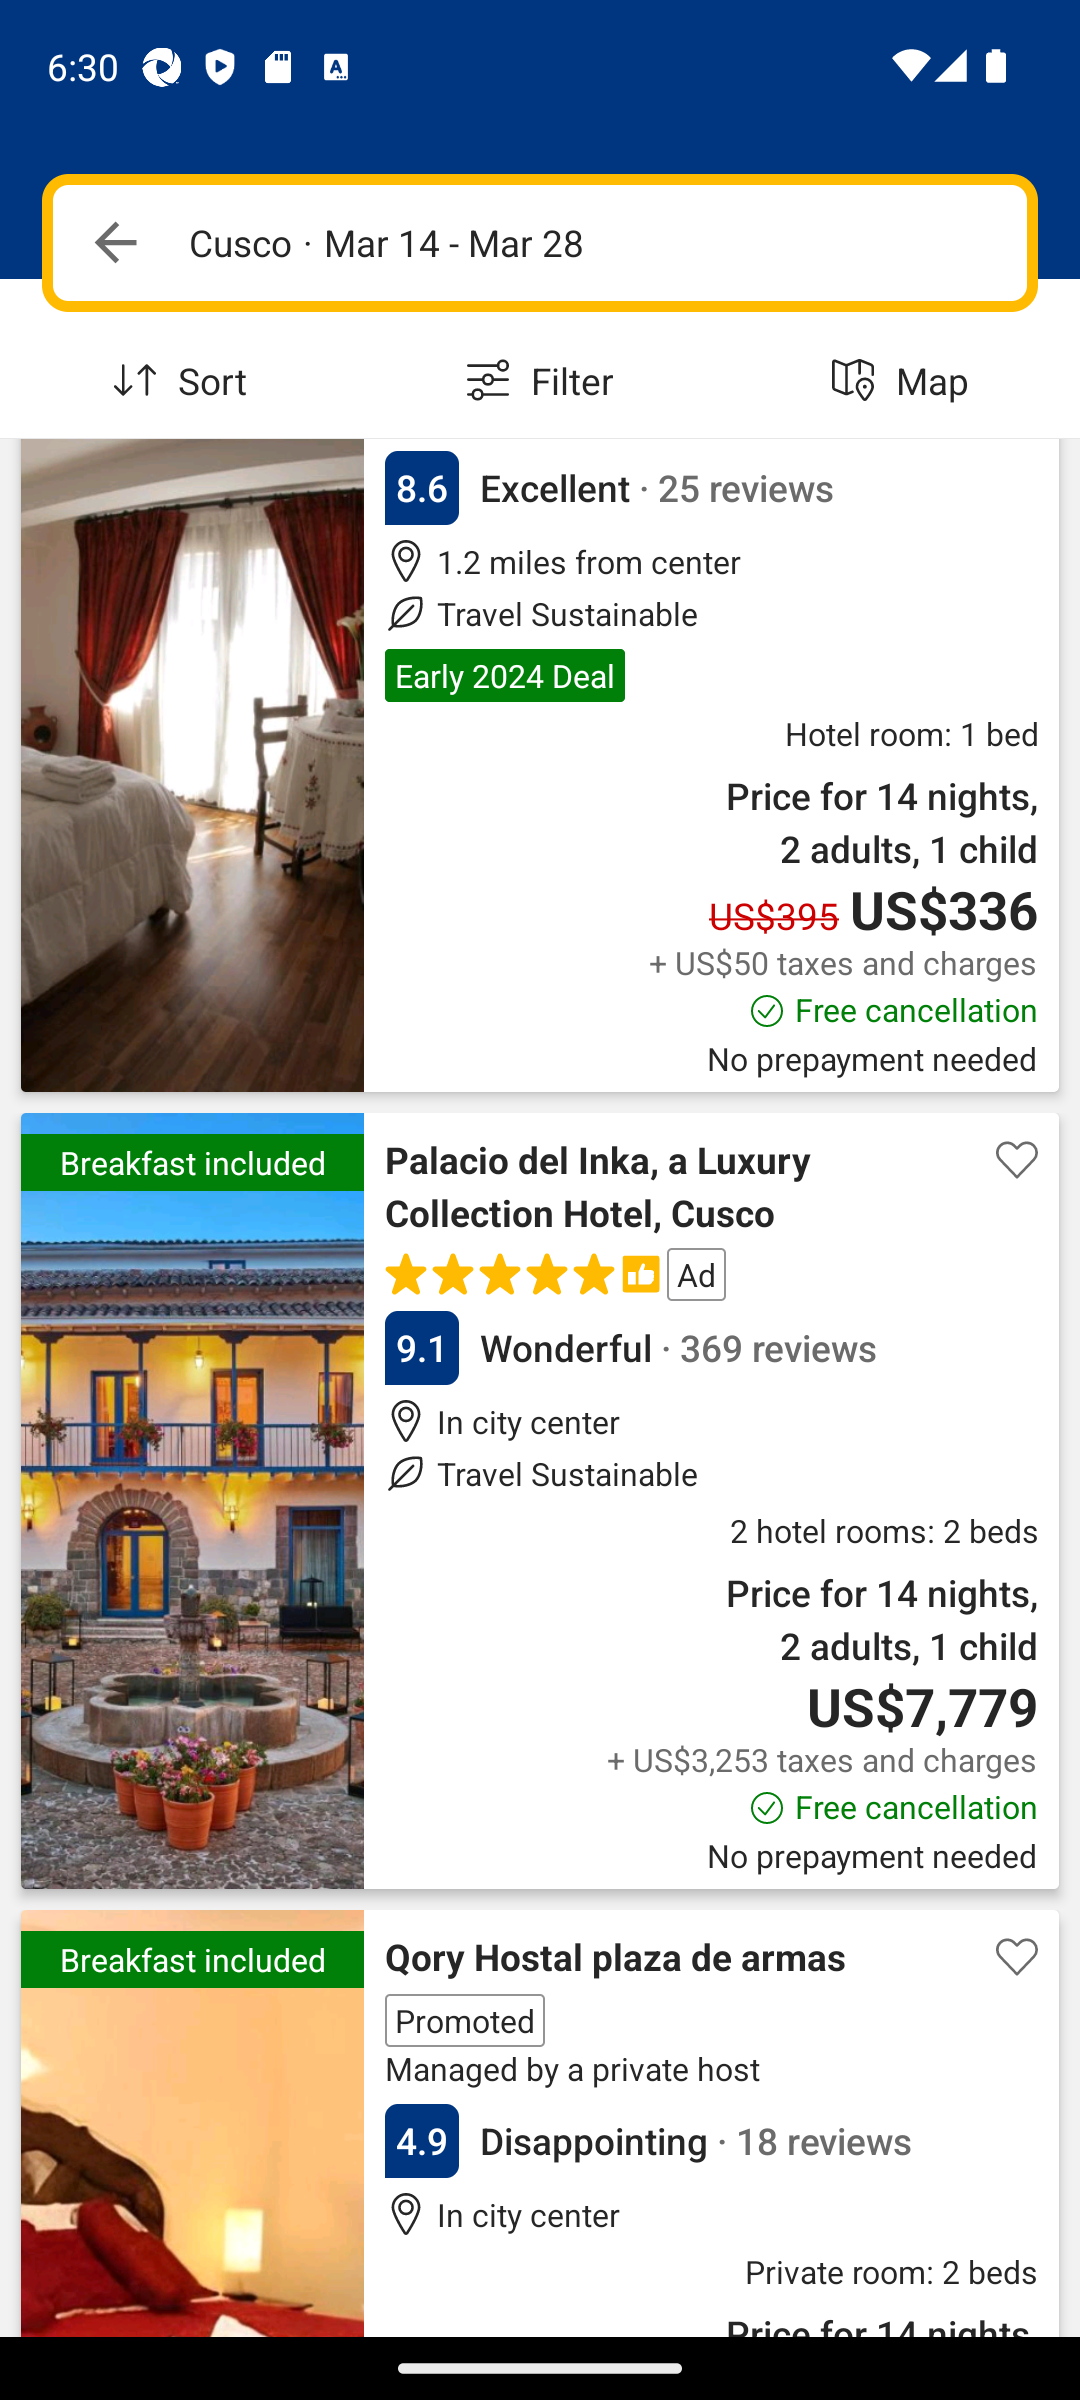 6:30
Cusco · Mar 14 - Mar 28
Sort
Filter
Map
8.6 Excellent · 25 reviews
1.2 miles from center
Travel Sustainable
Early 2024 Deal
Hotel room: 1 bed
Price for 14 nights,
2 adults, 1 child
US$395 US$336
+ US$50 taxes and charges
Free cancellation
No prepayment needed
Breakfast included
Palacio del Inka, a Luxury
Collection Hotel, Cusco
Ad
9.1 Wonderful · 369 reviews
In city center
Travel Sustainable
2 hotel rooms: 2 beds
Price for 14 nights,
2 adults, 1 child
US$7,779
+ US$3,253 taxes and charges
Free cancellation
No prepayment needed
Breakfast included
Qory Hostal plaza de armas
Promoted
Managed by a private host
4.9 Disappointing · 18 reviews
In city center
Private room: 2 beds
Price for 14 nights,